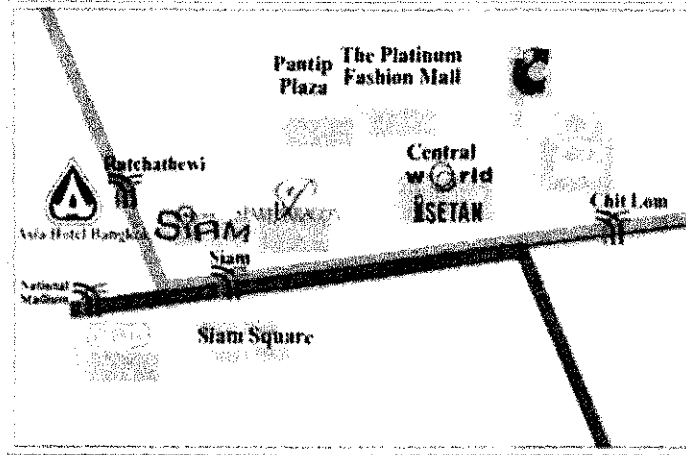 Pantip
Plaza
The Platinum
Fashion Mall
Ratchathewi
Central
world
ISETAN
Chit Lom
Asia Hotel Bangkok
SIAM
Siam
National
Stadium
Siam Square